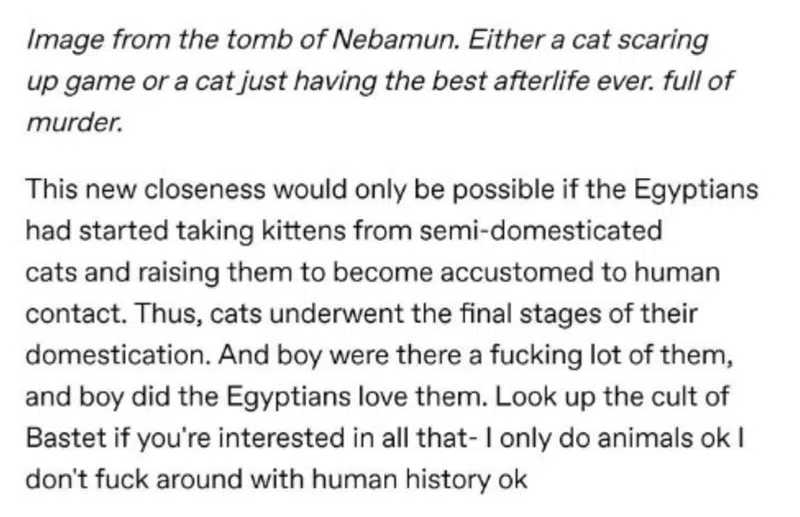 Image from the tomb of Nebamun. Either a cat scaring
up game or a cat just having the best afterlife ever. full of
murder.
This new closeness would only be possible if the Egyptians
had started taking kittens from semi-domesticated
cats and raising them to become accustomed to human
contact. Thus, cats underwent the final stages of their
domestication. And boy were there a fucking lot of them,
and boy did the Egyptians love them. Look up the cult of
Bastet if you're interested in all that- I only do animals ok I
don't fuck around with human history ok